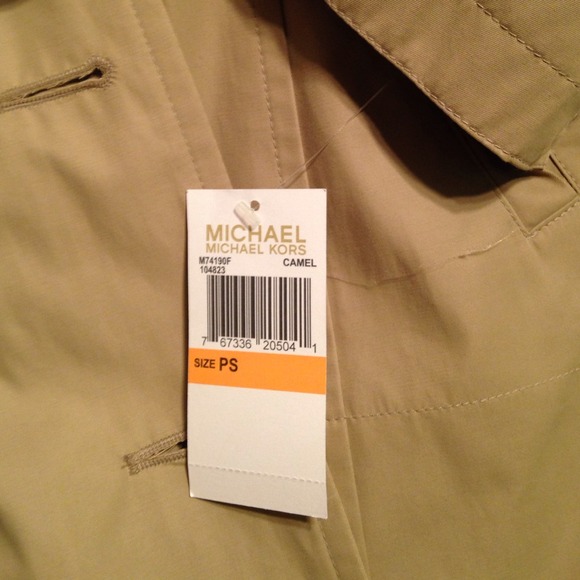 MICHAEL
MICHAEL KORS
M74190F
104823 CAMEL
7 67336 20504 1
SIZE PS